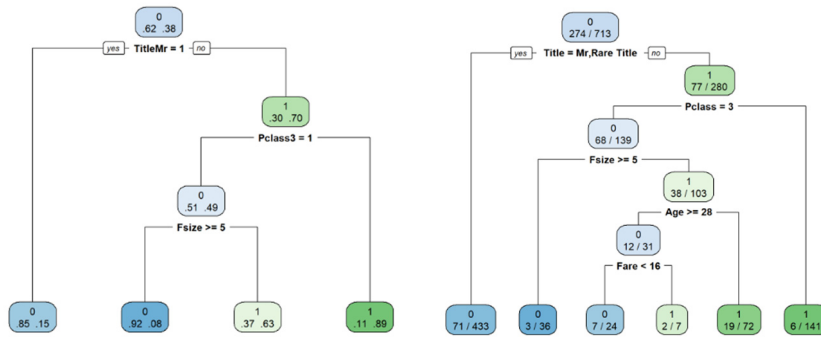 0
.62 .38
yes TitleMr = 1 no
1
.30 .70
Pclass3 = 1
0
.51 .49
Fsize >= 5
0
.85 .15
0
.92 .08
1
.37 .63
1
.11 .89
0
274 / 713
yes Title = Mr,Rare Title no
1
77 / 280
Pclass = 3
0
68 / 139
Fsize >= 5
1
38 / 103
Age >= 28
0
12 / 31
Fare < 16
0
71 / 433
0
3 / 36
0
7 / 24
1
2 / 7
1
19 / 72
1
6 / 141